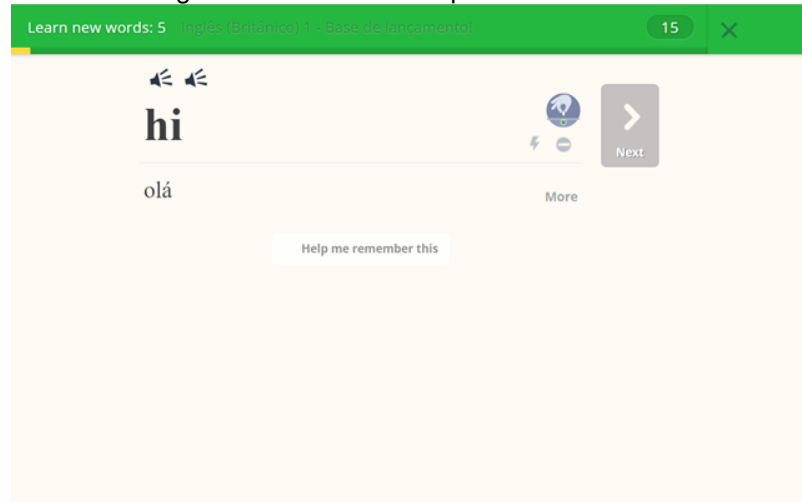 Learn new words: 5 Inglês (Britânico) 1 - Base de lançamento! 15
hi
Next
olá
More
Help me remember this